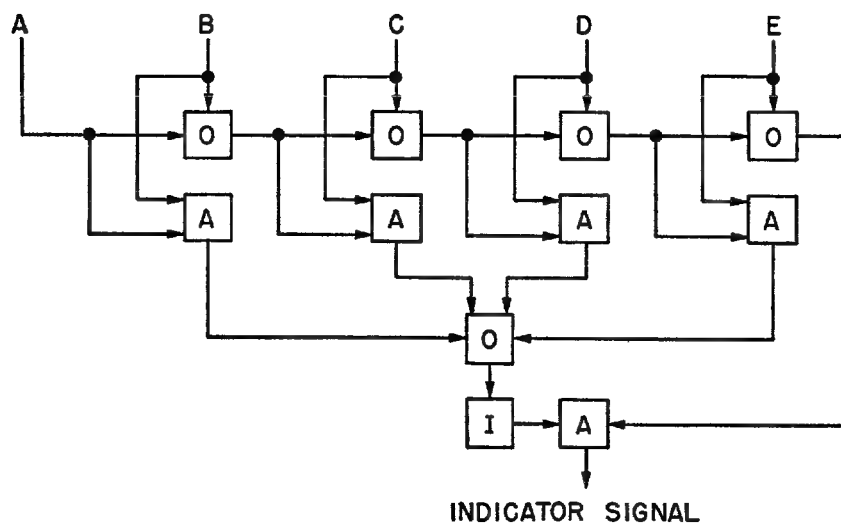 A B C D E
O O O O
A A A A
O
I A
INDICATOR SIGNAL